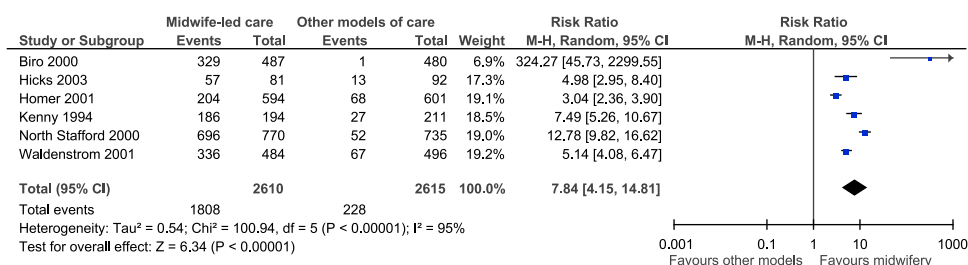 Midwife-led care Other models of care Risk Ratio Risk Ratio
Study or Subgroup Events Total Events Total Weight M-H, Random, 95% CI M-H, Random, 95% CI
Biro 2000 329 487 1 480 6.9% 324.27 [45.73, 2299.55]
Hicks 2003 57 81 13 92 17.3% 4.98 [2.95, 8.40]
Homer 2001 204 594 68 601 19.1% 3.04 [2.36, 3.90]
Kenny 1994 186 194 27 211 18.5% 7.49 [5.26, 10.67]
North Stafford 2000 696 770 52 735 19.0% 12.78 [9.82, 16.62]
Waldenstrom 2001 336 484 67 496 19.2% 5.14 [4.08, 6.47]
Total (95% CI) 2610 2615 100.0% 7.84 [4.15, 14.81]
Total events 1808 228
Heterogeneity: Tau² = 0.54; Chi² = 100.94, df = 5 (P < 0.00001); I² = 95%
Test for overall effect: Z = 6.34 (P < 0.00001)
0.001 0.1 1 10 1000
Favours other models Favours midwifery